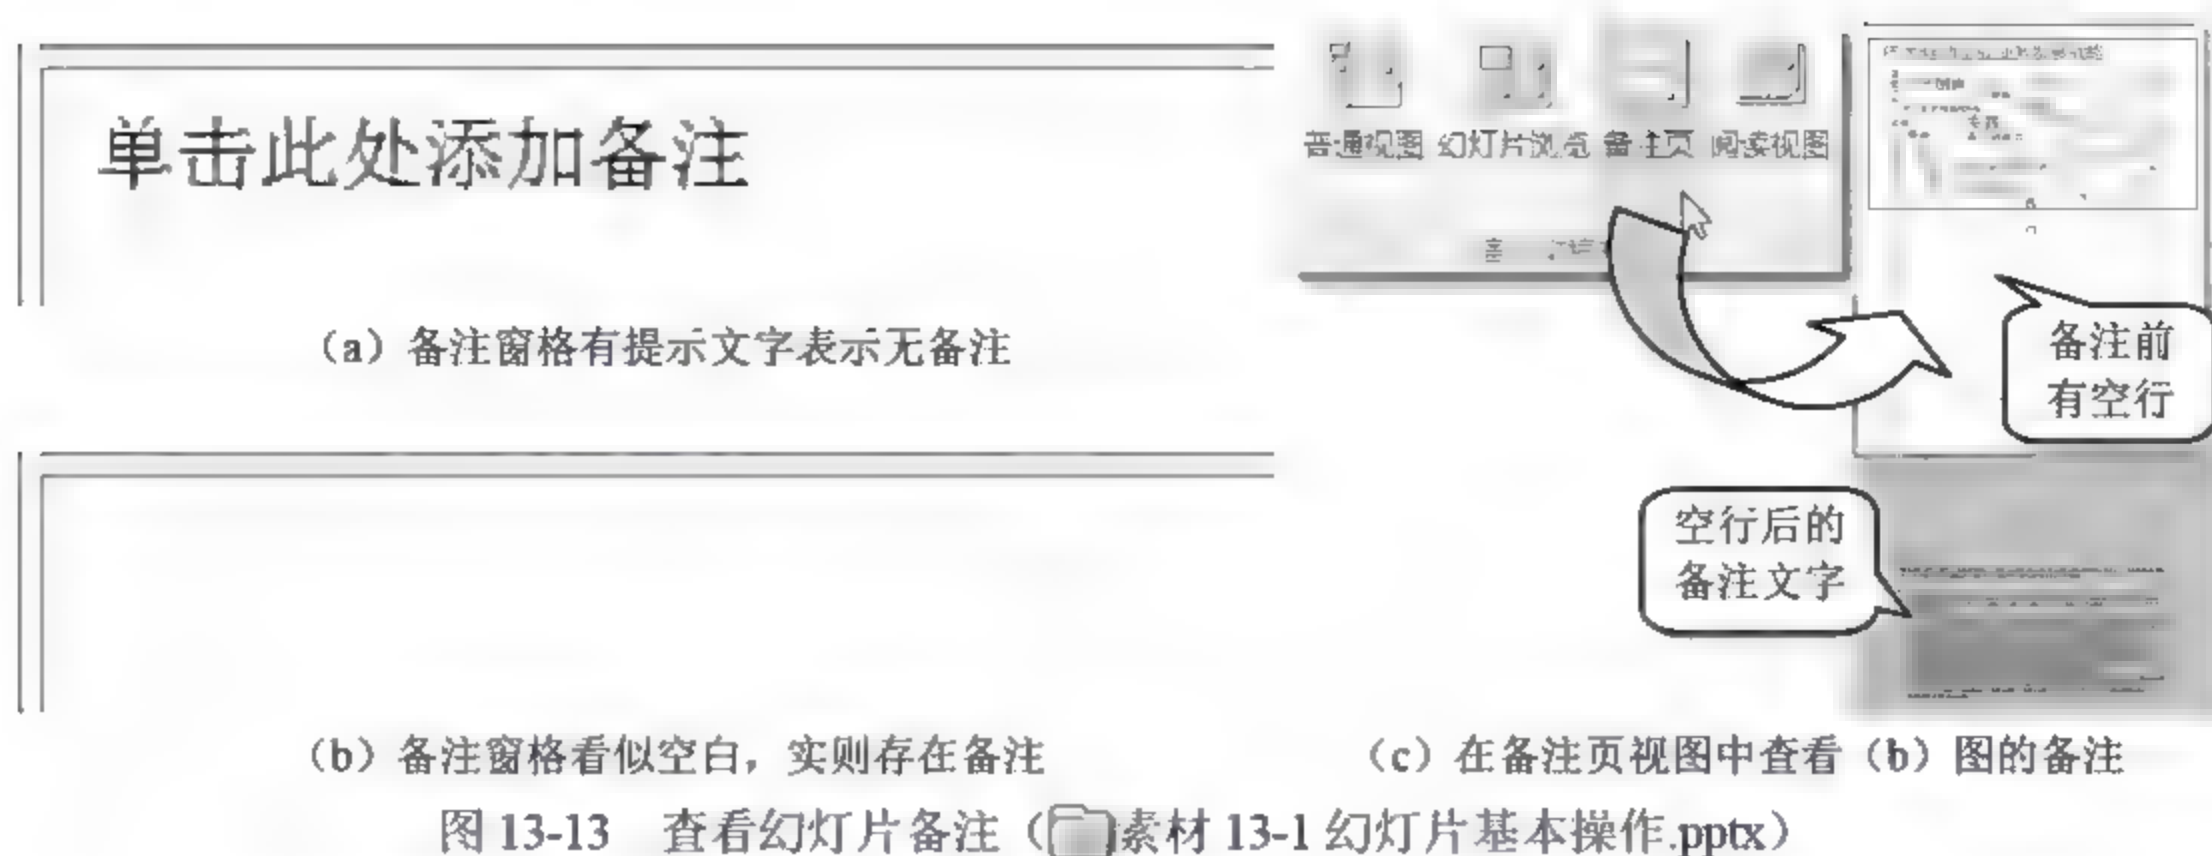 单击此处添加备注
(a)备注窗格有提示文字表示无备注
普通视图 幻灯片浏览 备注页 阅读视图
备注前
有空行
空行后的
备注文字
(b)备注窗格看似空白，实则存在备注
(c)在备注页视图中查看(b)图的备注
图 13-13 查看幻灯片备注(素材 13-1 幻灯片基本操作.pptx)